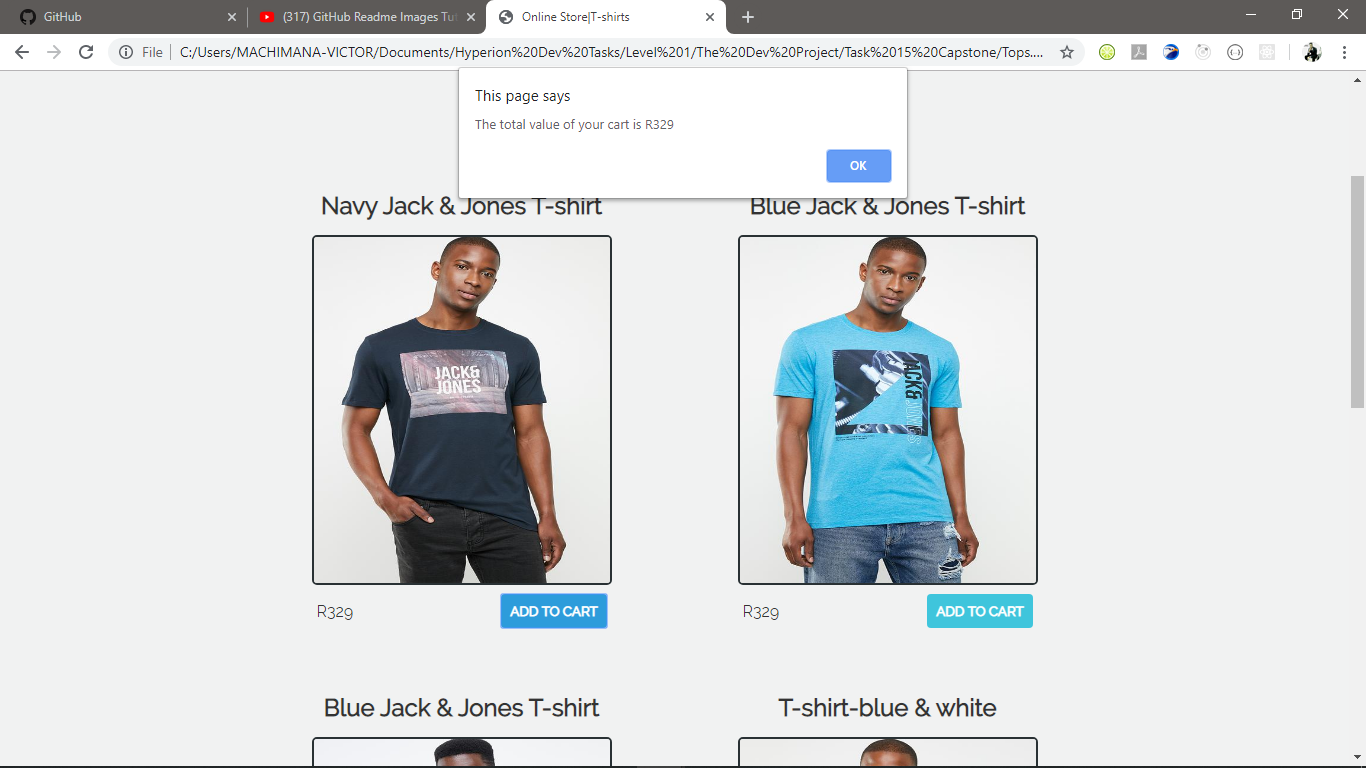 GitHub
(317) GitHub Readme Images Tut
Online Store|T-shirts
File
C:/Users/MACHIMANA-VICTOR/Documents/Hyperion%20Dev%20Tasks/Level%201/The%20Dev%20Project/Task%2015%20Capstone/Tops....
This page says
The total value of your cart is R329
OK
Navy Jack & Jones T-shirt
Blue Jack & Jones T-shirt
JACK&
JONES
JACK&
R329
ADD TO CART
R329
ADD TO CART
Blue Jack & Jones T-shirt
T-shirt-blue & white